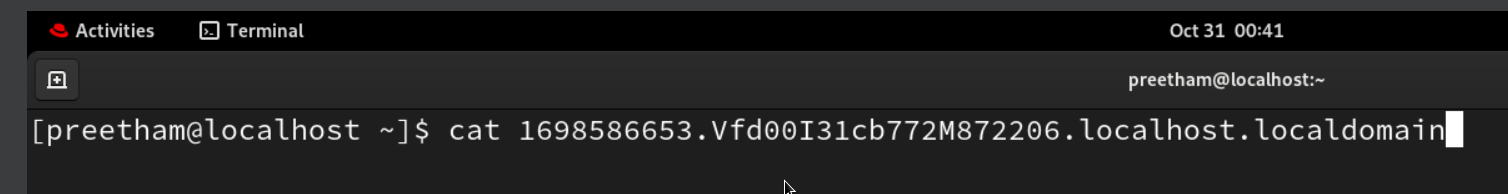 Activities Terminal Oct 31 00:41
preetham@localhost:~
[preetham@localhost ~]$ cat 1698586653.Vfd00I31cb772M872206.localhost.localdomain